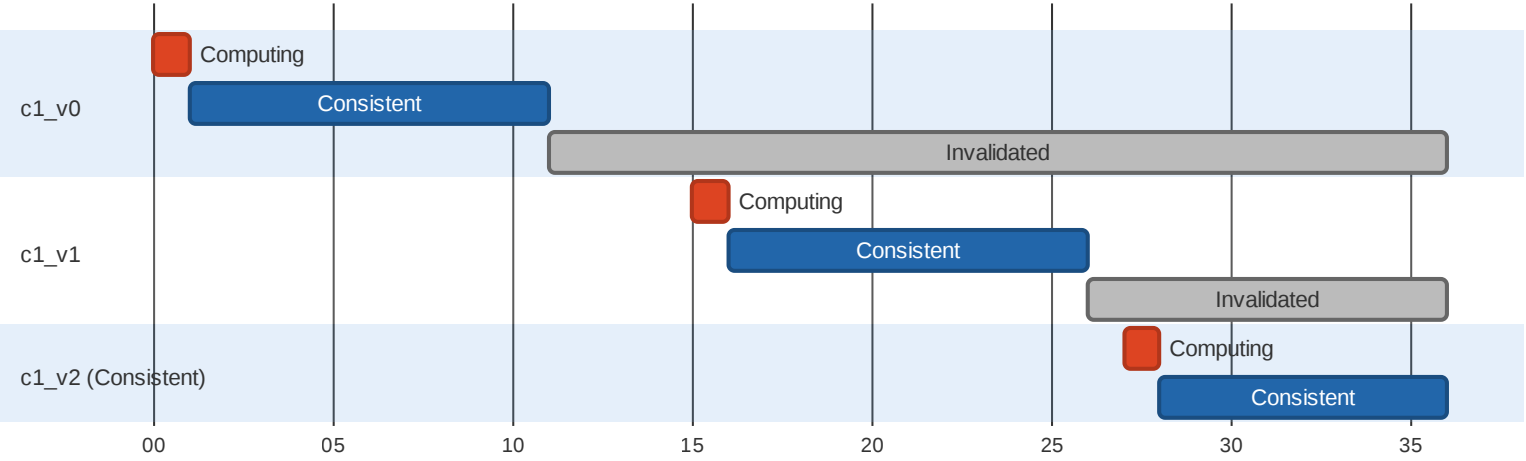 Computing
c1_v0
Consistent
Invalidated
Computing
c1_v1
Consistent
Invalidated
Computing
c1_v2 (Consistent)
Consistent
00 05 10 15 20 25 30 35